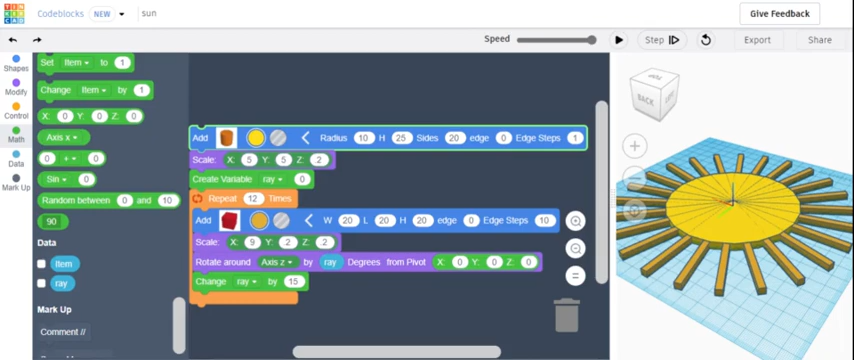 TIN
KER
CAD
Codeblocks NEW sun
Give Feedback
Speed Step Export Share
Shapes
Modify
Control
Math
Data
Mark Up
Set Item to 1
Change Item by 1
X: 0 Y: 0 Z: 0
Axis x
0 + 0
Sin 0
Random between 0 and 10
90
Data
Item
ray
Mark Up
Comment //
Add Radius 10 H 25 Sides 20 edge 0 Edge Steps 1
Scale: X: 5 Y: 5 Z: 2
Create Variable ray 0
Repeat 12 Times
Add W 20 L 20 H 20 edge 0 Edge Steps 10
Scale: X: 9 Y: 2 Z: 2
Rotate around Axis z by ray Degrees from Pivot X: 0 Y: 0 Z: 0
Change ray by 15
BACK